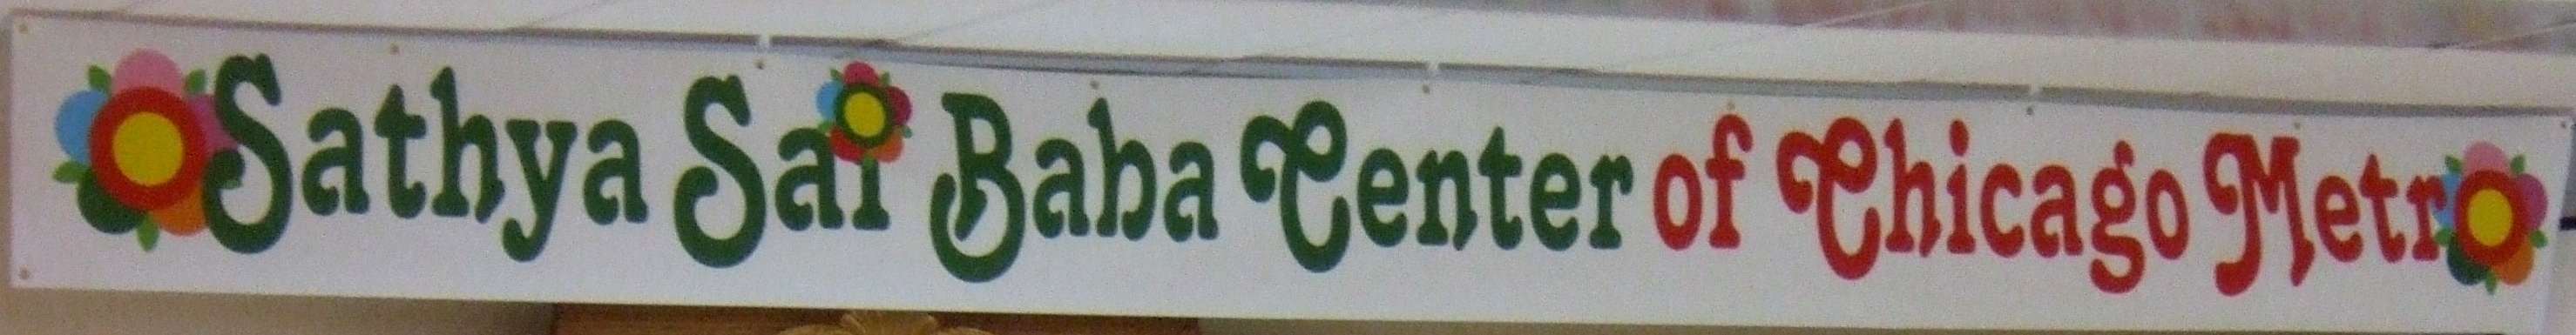 Sathya Sai Baba Center of Chicago Metro